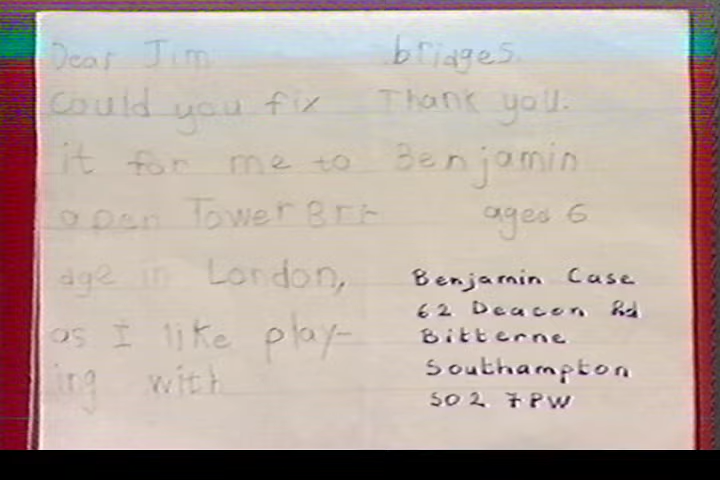 Dear Jim
Could you fix
it for me to
open Tower Bri-
dge in London,
as I like play-
ing with
bridges.
Thank you.
Benjamin
aged 6
Benjamin Case
62 Deacon Rd
Bitterne
Southampton
SO2 7PW